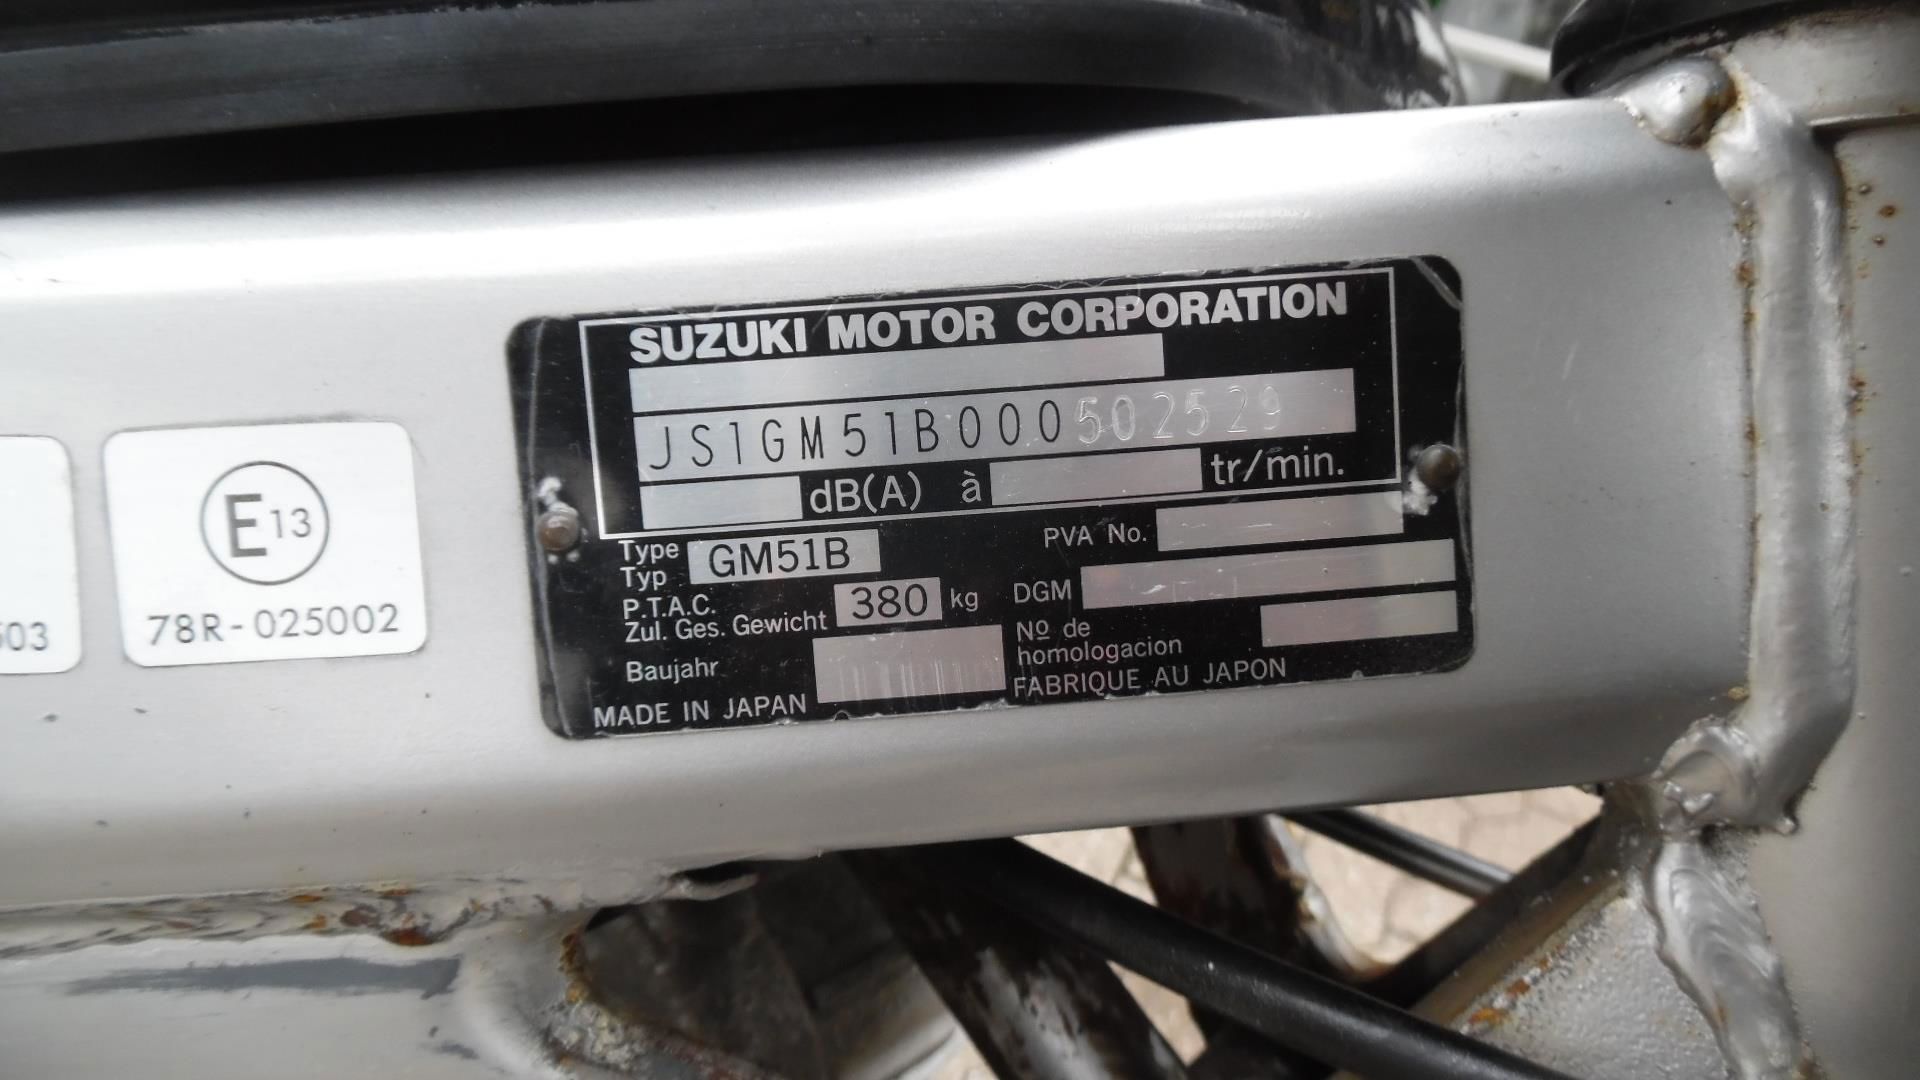 503
E13
78R-025002
SUZUKI MOTOR CORPORATION
JS1GM51B000502529
dB(A) à tr/min.
Type
Typ GM51B
PVA No.
P.T.A.C.
Zul. Ges. Gewicht 380 kg
DGM
Baujahr
Nº de
homologacion
MADE IN JAPAN
FABRIQUE AU JAPON